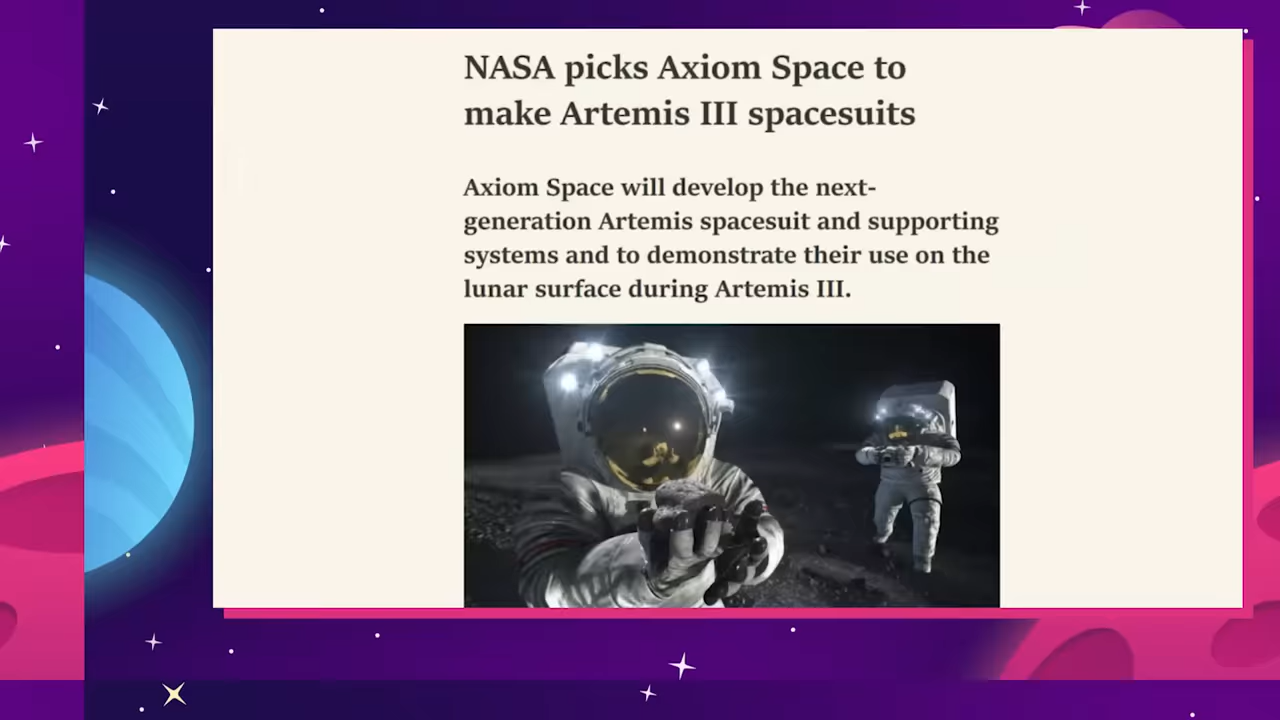 NASA picks Axiom Space to
make Artemis III spacesuits
Axiom Space will develop the next-
generation Artemis spacesuit and supporting
systems and to demonstrate their use on the
lunar surface during Artemis III.